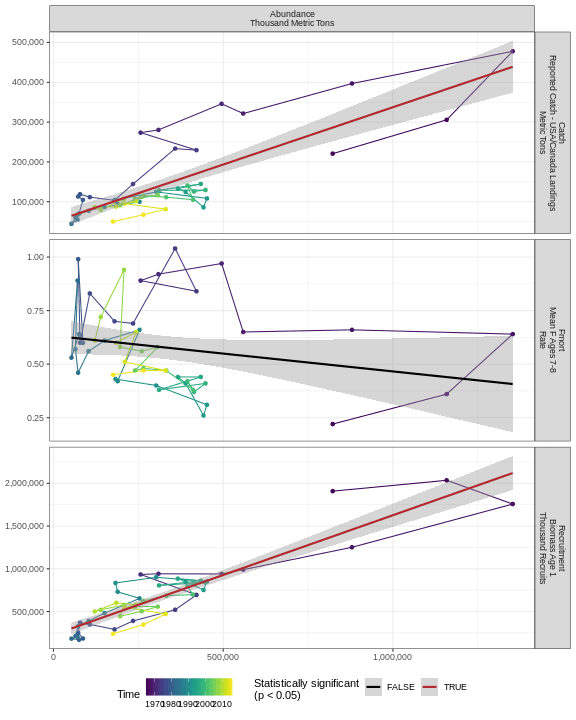 Abundance
Thousand Metric Tons
500,000
400,000
300,000
200,000
100,000
Catch
Reported Catch - USA/Canada Landings
Metric Tons
1.00
0.75
0.50
0.25
Fmort
Mean F Ages 7-8
Rate
2,000,000
1,500,000
1,000,000
500,000
Recruitment
Biomass Age 1
Thousand Recruits
0 500,000 1,000,000
Time
1970 1980 1990 2000 2010
Statistically significant
(p < 0.05)
FALSE
TRUE